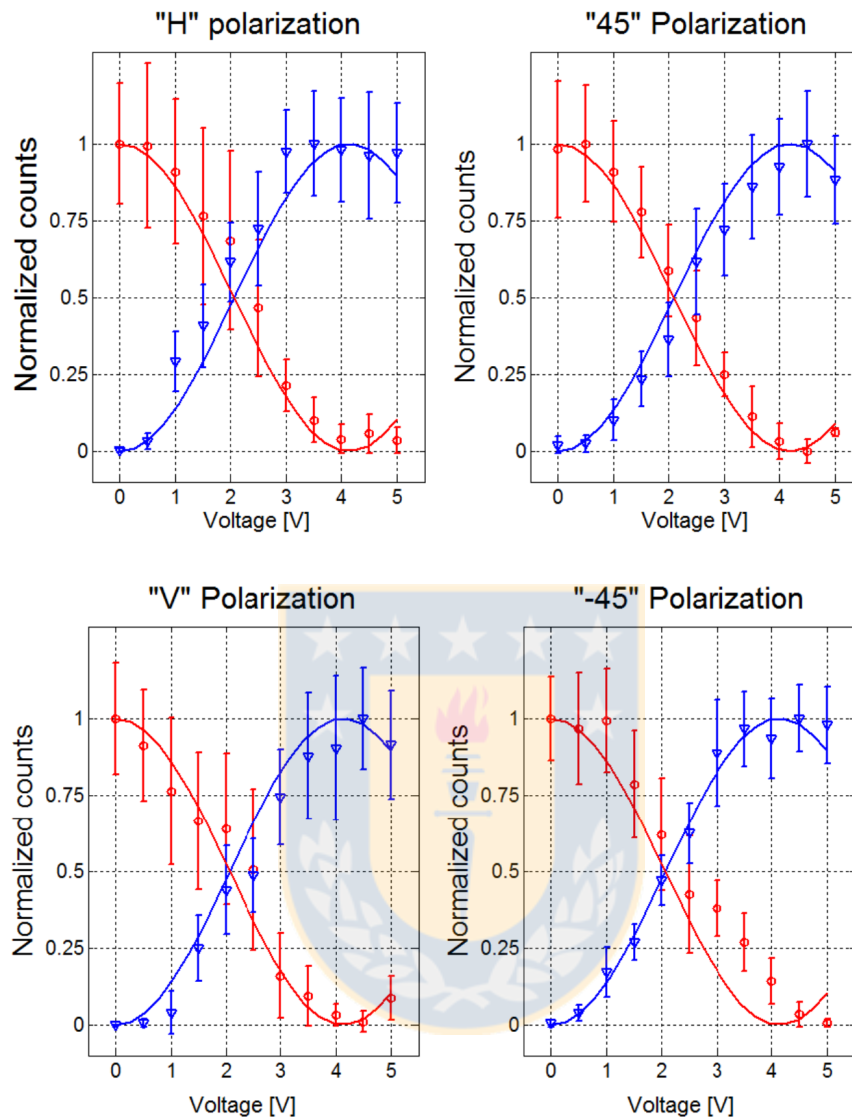 "H" polarization
Normalized counts
1
0.75
0.5
0.25
0
0 1 2 3 4 5
Voltage [V]
"45" Polarization
Normalized counts
1
0.75
0.5
0.25
0
0 1 2 3 4 5
Voltage [V]
"V" Polarization
Normalized counts
1
0.75
0.5
0.25
0
0 1 2 3 4 5
Voltage [V]
"-45" Polarization
Normalized counts
1
0.75
0.5
0.25
0
0 1 2 3 4 5
Voltage [V]